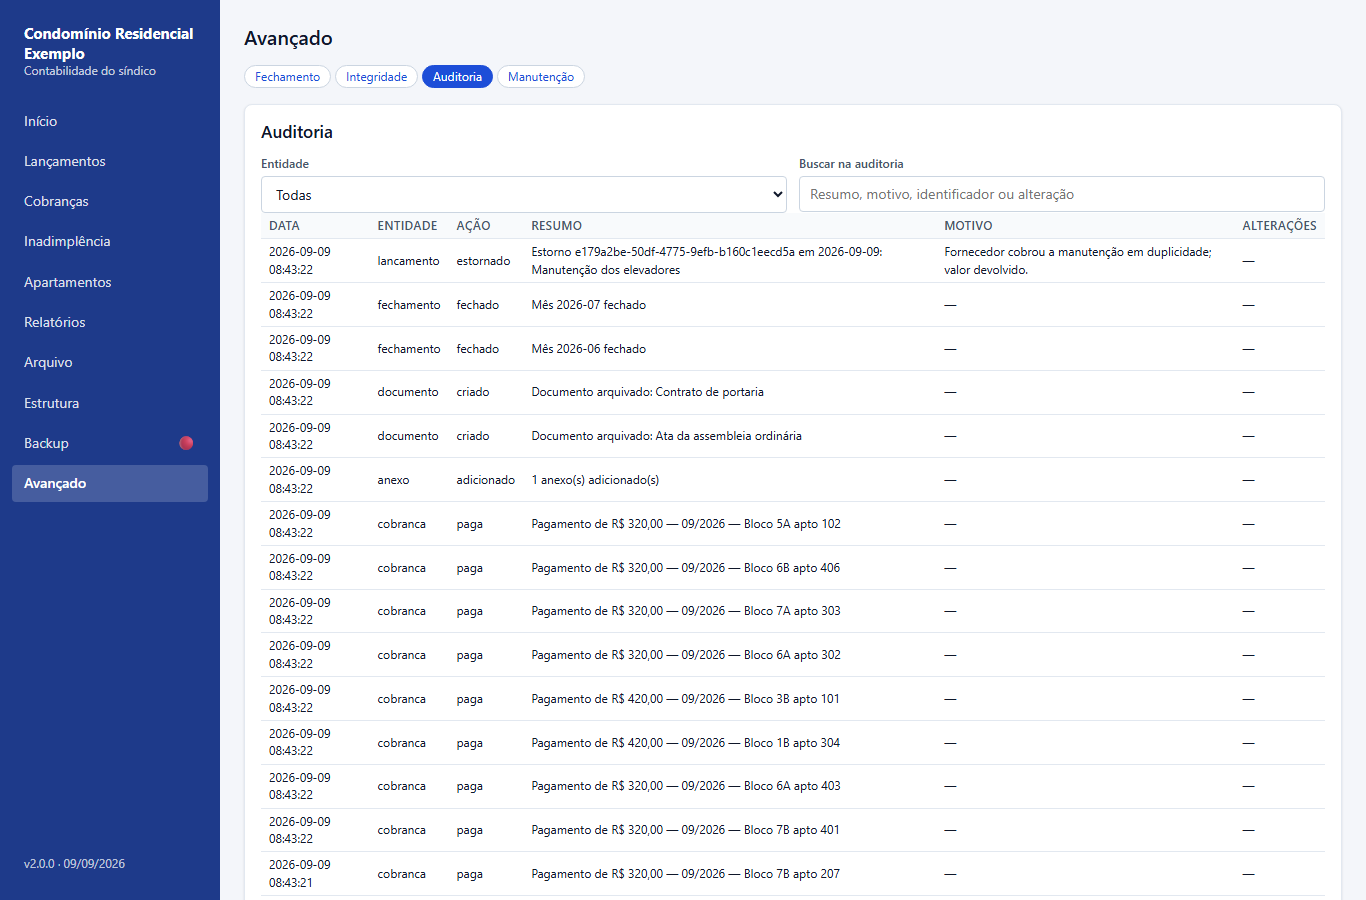 Condomínio Residencial
Exemplo
Contabilidade do síndico
Início
Lançamentos
Cobranças
Inadimplência
Apartamentos
Relatórios
Arquivo
Estrutura
Backup
Avançado
v2.0.0 · 09/09/2026
Avançado
Fechamento Integridade Auditoria Manutenção
Auditoria
Entidade Buscar na auditoria
Todas Resumo, motivo, identificador ou alteração
DATA ENTIDADE AÇÃO RESUMO MOTIVO ALTERAÇÕES
2026-09-09 Estorno e179a2be-50df-4775-9efb-b160c1eecd5a em 2026-09-09: Fornecedor cobrou a manutenção em duplicidade;
lancamento estornado —
08:43:22 Manutenção dos elevadores valor devolvido.
2026-09-09
08:43:22 fechamento fechado Mês 2026-07 fechado — —
2026-09-09
08:43:22 fechamento fechado Mês 2026-06 fechado — —
2026-09-09
08:43:22 documento criado Documento arquivado: Contrato de portaria — —
2026-09-09
08:43:22 documento criado Documento arquivado: Ata da assembleia ordinária — —
2026-09-09
08:43:22 anexo adicionado 1 anexo(s) adicionado(s) — —
2026-09-09
08:43:22 cobranca paga Pagamento de R$ 320,00 — 09/2026 — Bloco 5A apto 102 — —
2026-09-09
08:43:22 cobranca paga Pagamento de R$ 320,00 — 09/2026 — Bloco 6B apto 406 — —
2026-09-09
08:43:22 cobranca paga Pagamento de R$ 320,00 — 09/2026 — Bloco 7A apto 303 — —
2026-09-09
08:43:22 cobranca paga Pagamento de R$ 320,00 — 09/2026 — Bloco 6A apto 302 — —
2026-09-09
08:43:22 cobranca paga Pagamento de R$ 420,00 — 09/2026 — Bloco 3B apto 101 — —
2026-09-09
08:43:22 cobranca paga Pagamento de R$ 420,00 — 09/2026 — Bloco 1B apto 304 — —
2026-09-09
08:43:22 cobranca paga Pagamento de R$ 320,00 — 09/2026 — Bloco 6A apto 403 — —
2026-09-09
08:43:22 cobranca paga Pagamento de R$ 320,00 — 09/2026 — Bloco 7B apto 401 — —
2026-09-09
08:43:21 cobranca paga Pagamento de R$ 320,00 — 09/2026 — Bloco 7B apto 207 — —